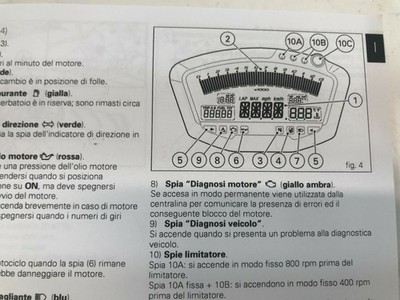 4)
3).
ri al minuto del motore.
rde).
cambio è in posizione di folle.
eurante (gialla).
erbatoio è in riserva; sono rimasti circa
direzione (verde).
la spia dell'indicatore di direzione in
io motore (rossa).
e pressione dell'olio motore
endersi quando si posiziona
ne su ON, ma deve spegnersi
vvio del motore.
cenda brevemente in caso di motore
spegnersi quando i numeri di giri
otociclo quando la spia (6) rimane
ebbe danneggiare il motore.
agliante (blu)
2
10A
10B
10C
I
x1000
LAP MAX mph km/h
1
5 9 8 6 3 4 7 5
fig. 4
8) Spia "Diagnosi motore" (giallo ambra).
Se accesa in modo permanente viene utilizzata dalla
centralina per comunicare la presenza di errori ed il
conseguente blocco del motore.
9) Spia "Diagnosi veicolo".
Si accende quando si presenta un problema alla diagnostica
veicolo.
10) Spie limitatore.
Spia 10A: si accende in modo fisso 800 rpm prima del
limitatore.
Spia 10A fissa + 10B: si accendono in modo fisso 400 rpm
prima del limitatore.